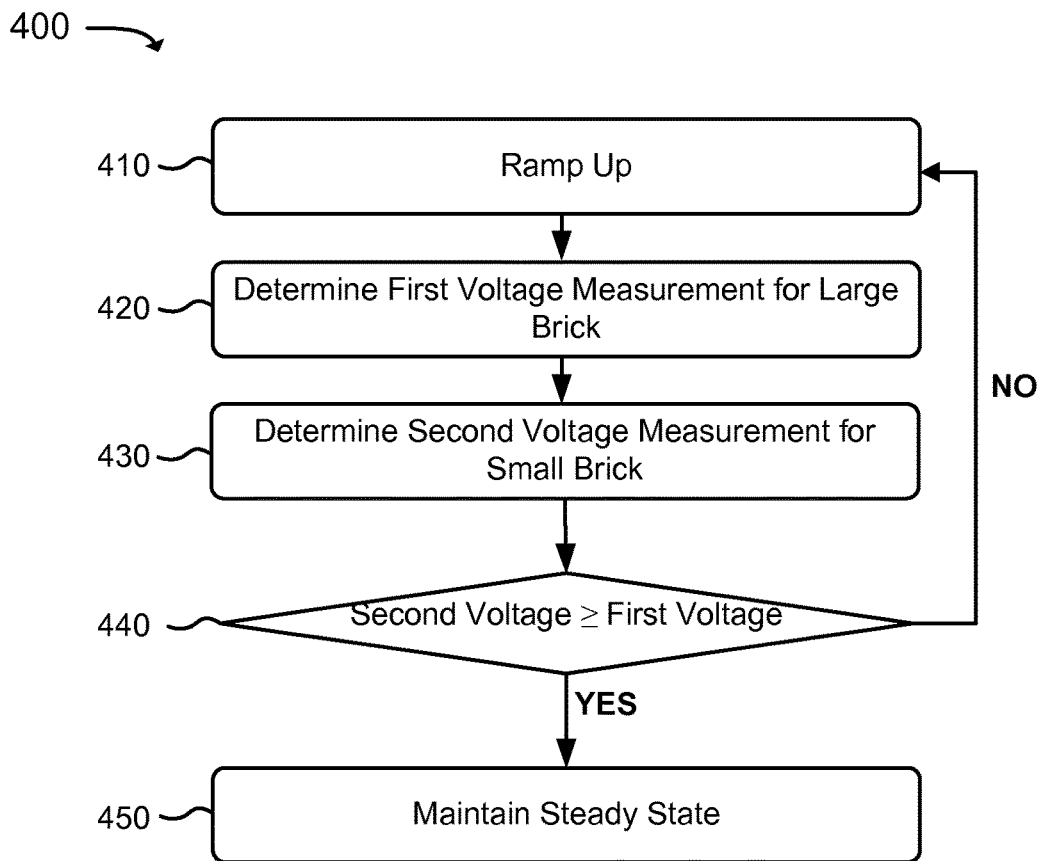 400
410
Ramp Up
420
Determine First Voltage Measurement for Large
Brick
NO
430
Determine Second Voltage Measurement for
Small Brick
440
Second Voltage ≥ First Voltage
YES
450
Maintain Steady State